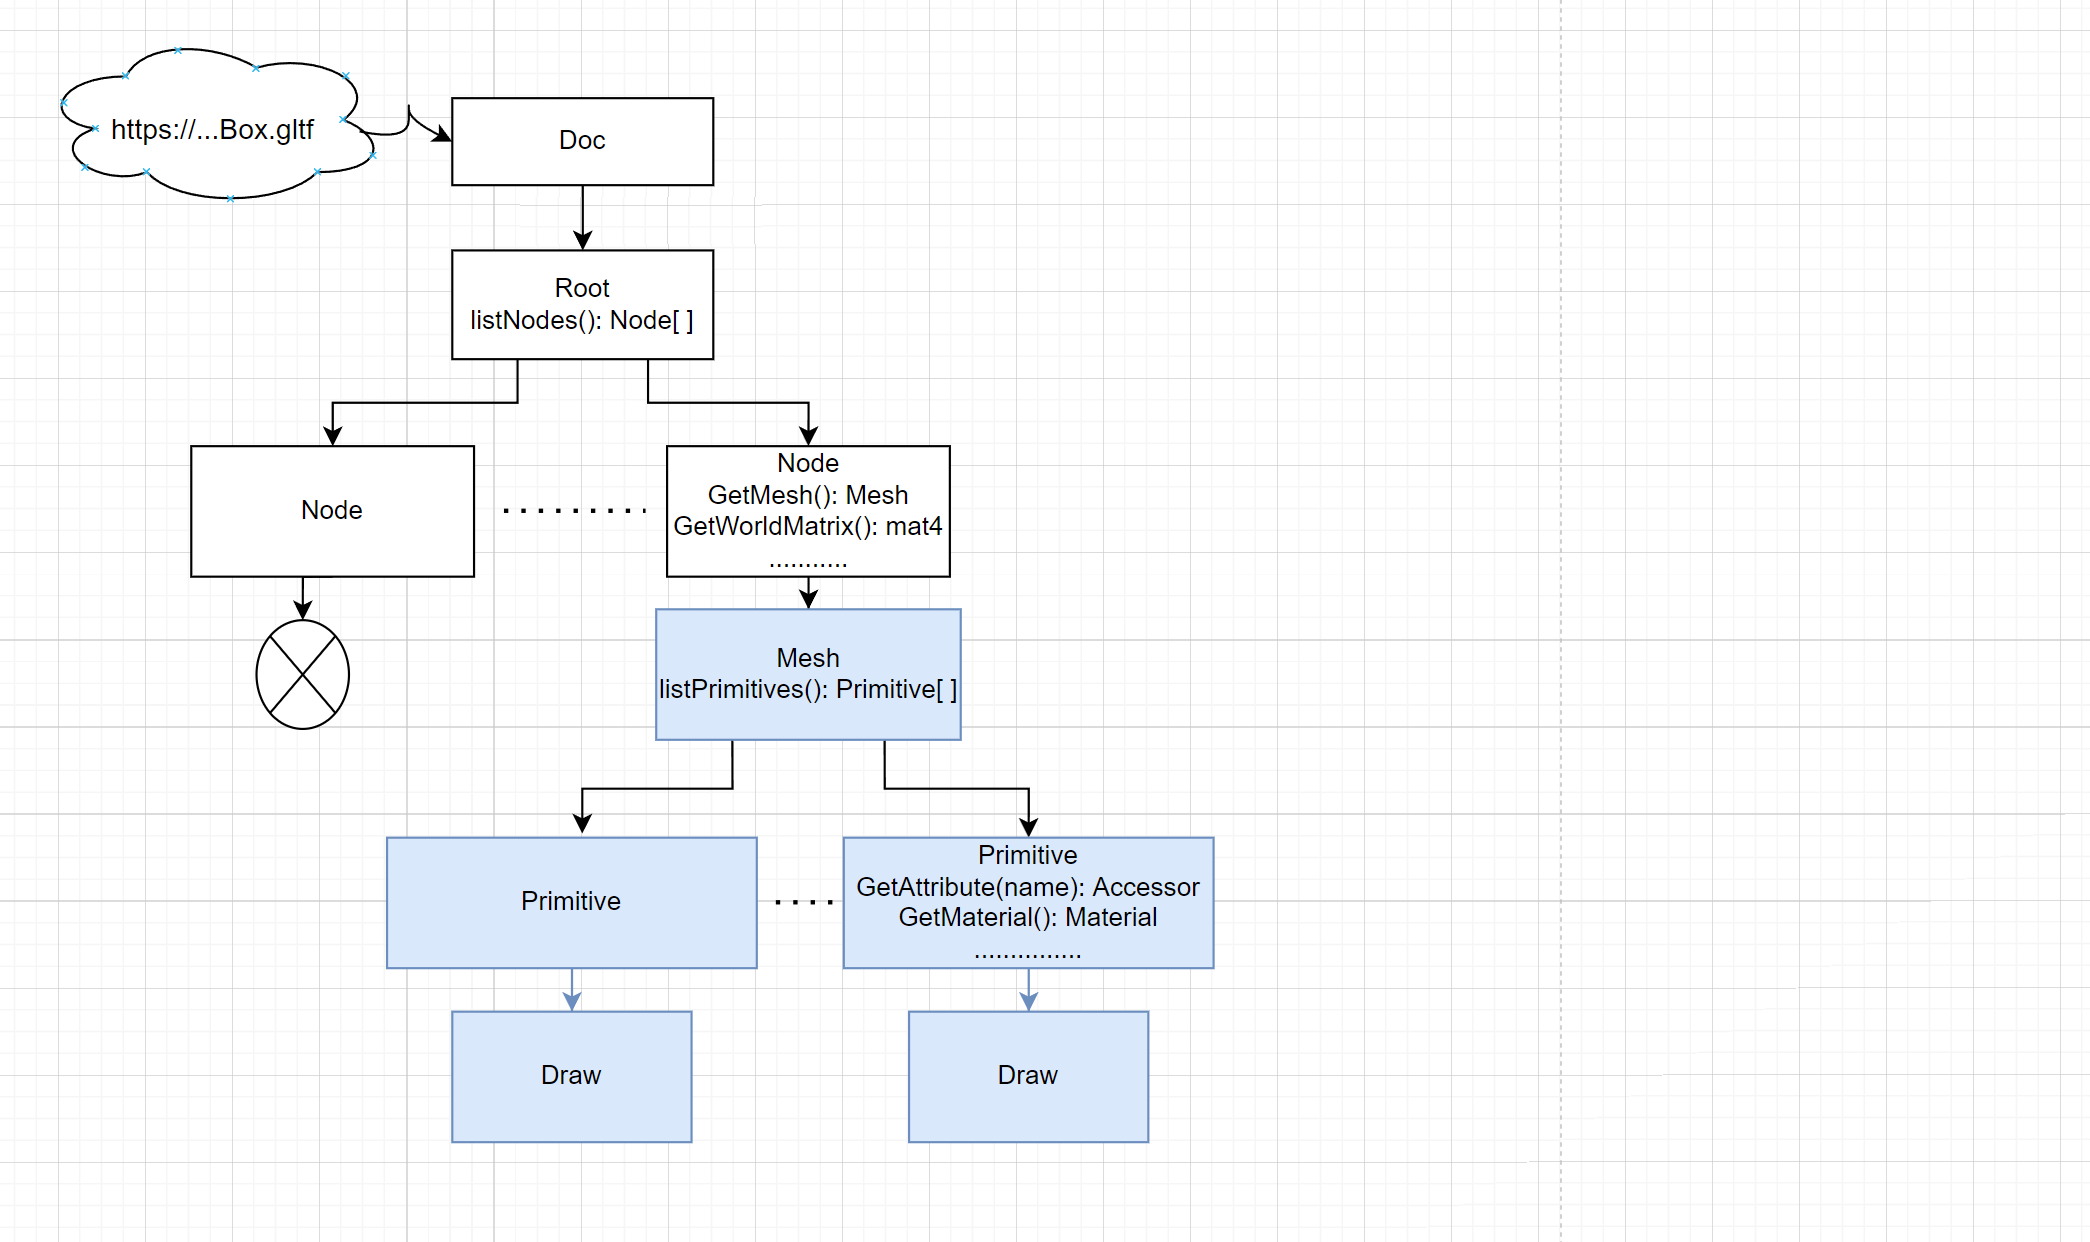 https://...Box.gltf
Doc
Root
listNodes(): Node[ ]
Node
Node
GetMesh(): Mesh
GetWorldMatrix(): mat4
...........
Mesh
listPrimitives(): Primitive[ ]
Primitive
Primitive
GetAttribute(name): Accessor
GetMaterial(): Material
...............
Draw
Draw